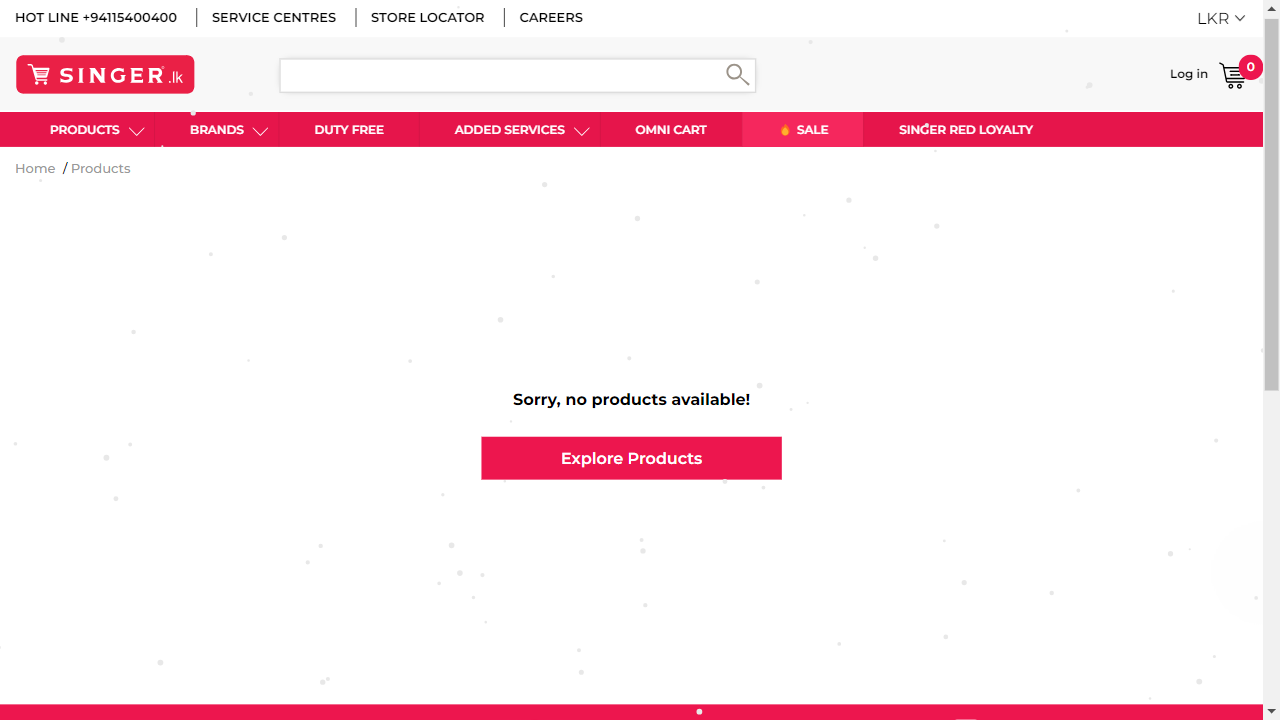 HOT LINE +94115400400
SERVICE CENTRES
STORE LOCATOR
CAREERS
LKR
SINGER.lk
Log in
0
PRODUCTS
BRANDS
DUTY FREE
ADDED SERVICES
OMNI CART
SALE
SINGER RED LOYALTY
Home / Products
Sorry, no products available!
Explore Products